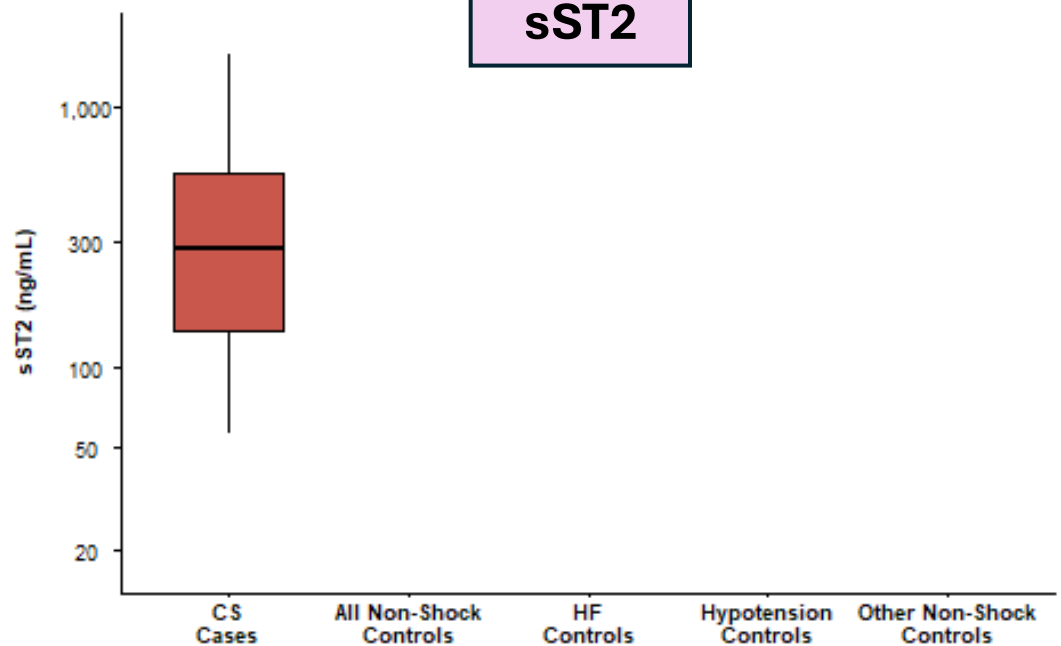 sST2
1,000
300
100
50
20
sST2 (ng/mL)
CS
Cases
All Non-Shock
Controls
HF
Controls
Hypotension
Controls
Other Non-Shock
Controls